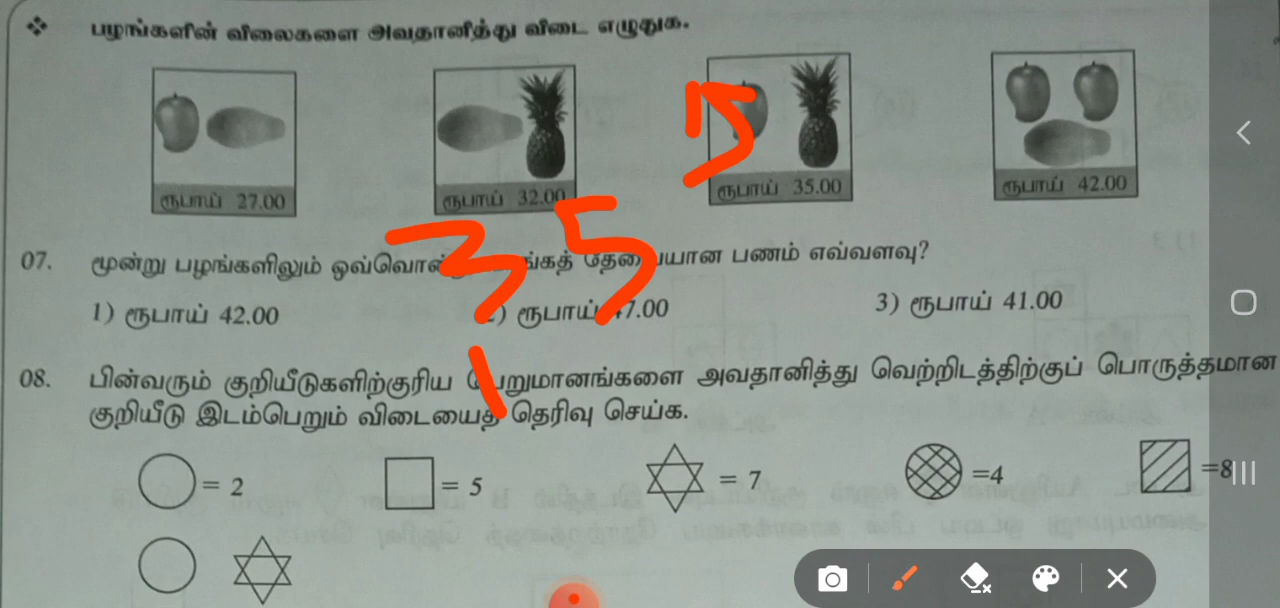 ❖ பழங்களின் விலைகளை அவதானித்து விடை எழுதுக.
ரூபாய் 27.00
ரூபாய் 32.00
ரூபாய் 35.00
ரூபாய் 42.00
5
07. மூன்று பழங்களிலும் பணம் எவ்வளவு?
35
1) ரூபாய் 42.00
2) ரூபாய் 47.00
3) ரூபாய் 41.00
1
08. பின்வரும் குறியீடுகளிற்குரிய பெறுமானங்களை அவதானித்து வெற்றிடத்திற்குப் பொருத்தமான
குறியீடு இடம்பெறும் விடையைத் தெரிவு செய்க.
= 2
= 5
= 7
=4
=8